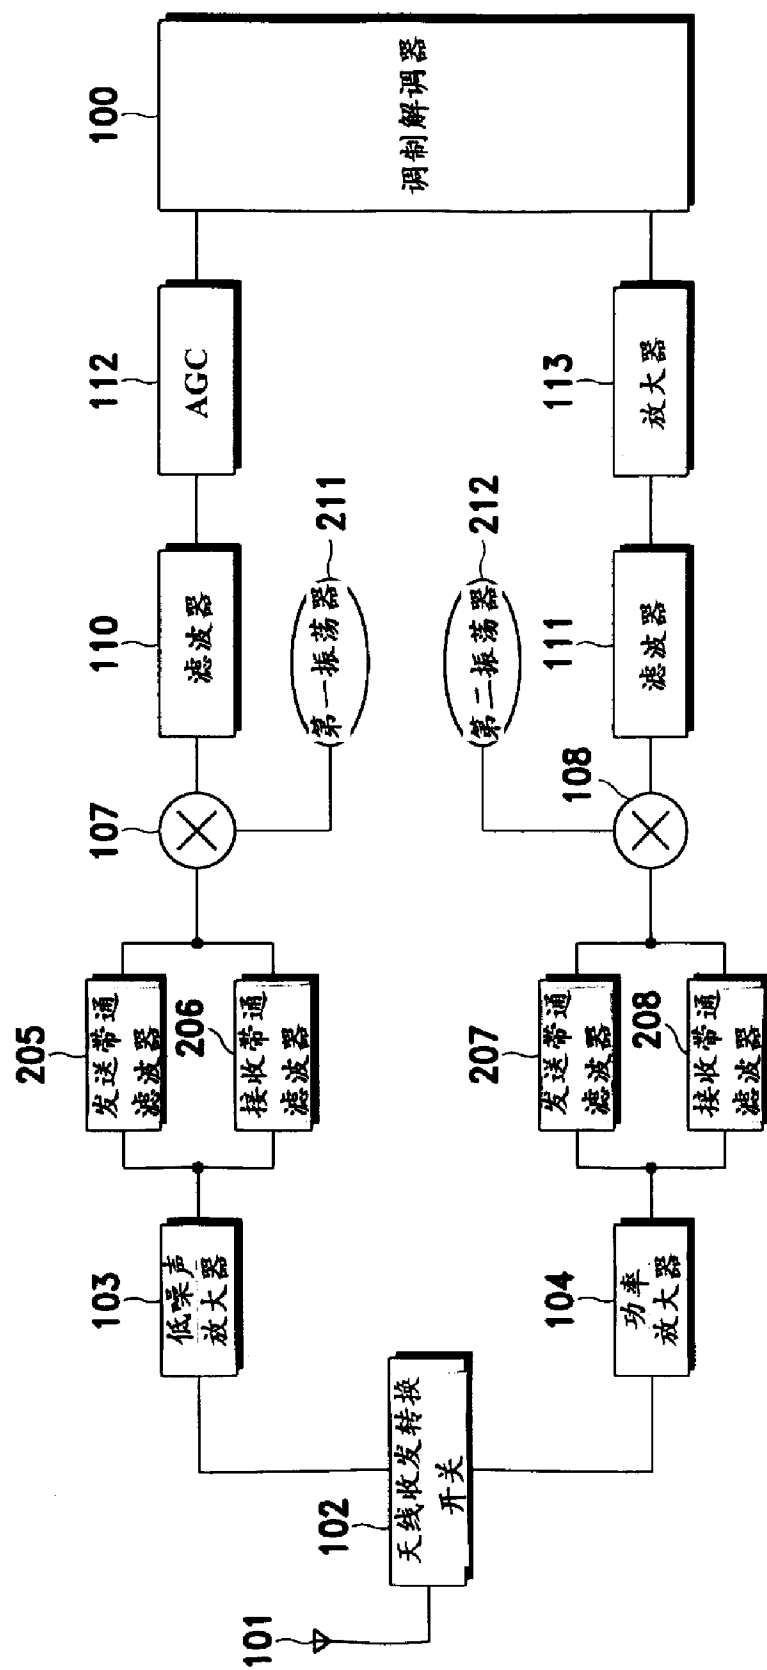 101
102
天线收发转换
开关
103
低噪声
放大器
205
发送带通
滤波器
206
接收带通
滤波器
107
110
滤波器
211
第一振荡器
112
AGC
100
调制解调器
104
功率
放大器
207
发送带通
滤波器
208
接收带通
滤波器
108
212
第二振荡器
111
滤波器
113
放大器